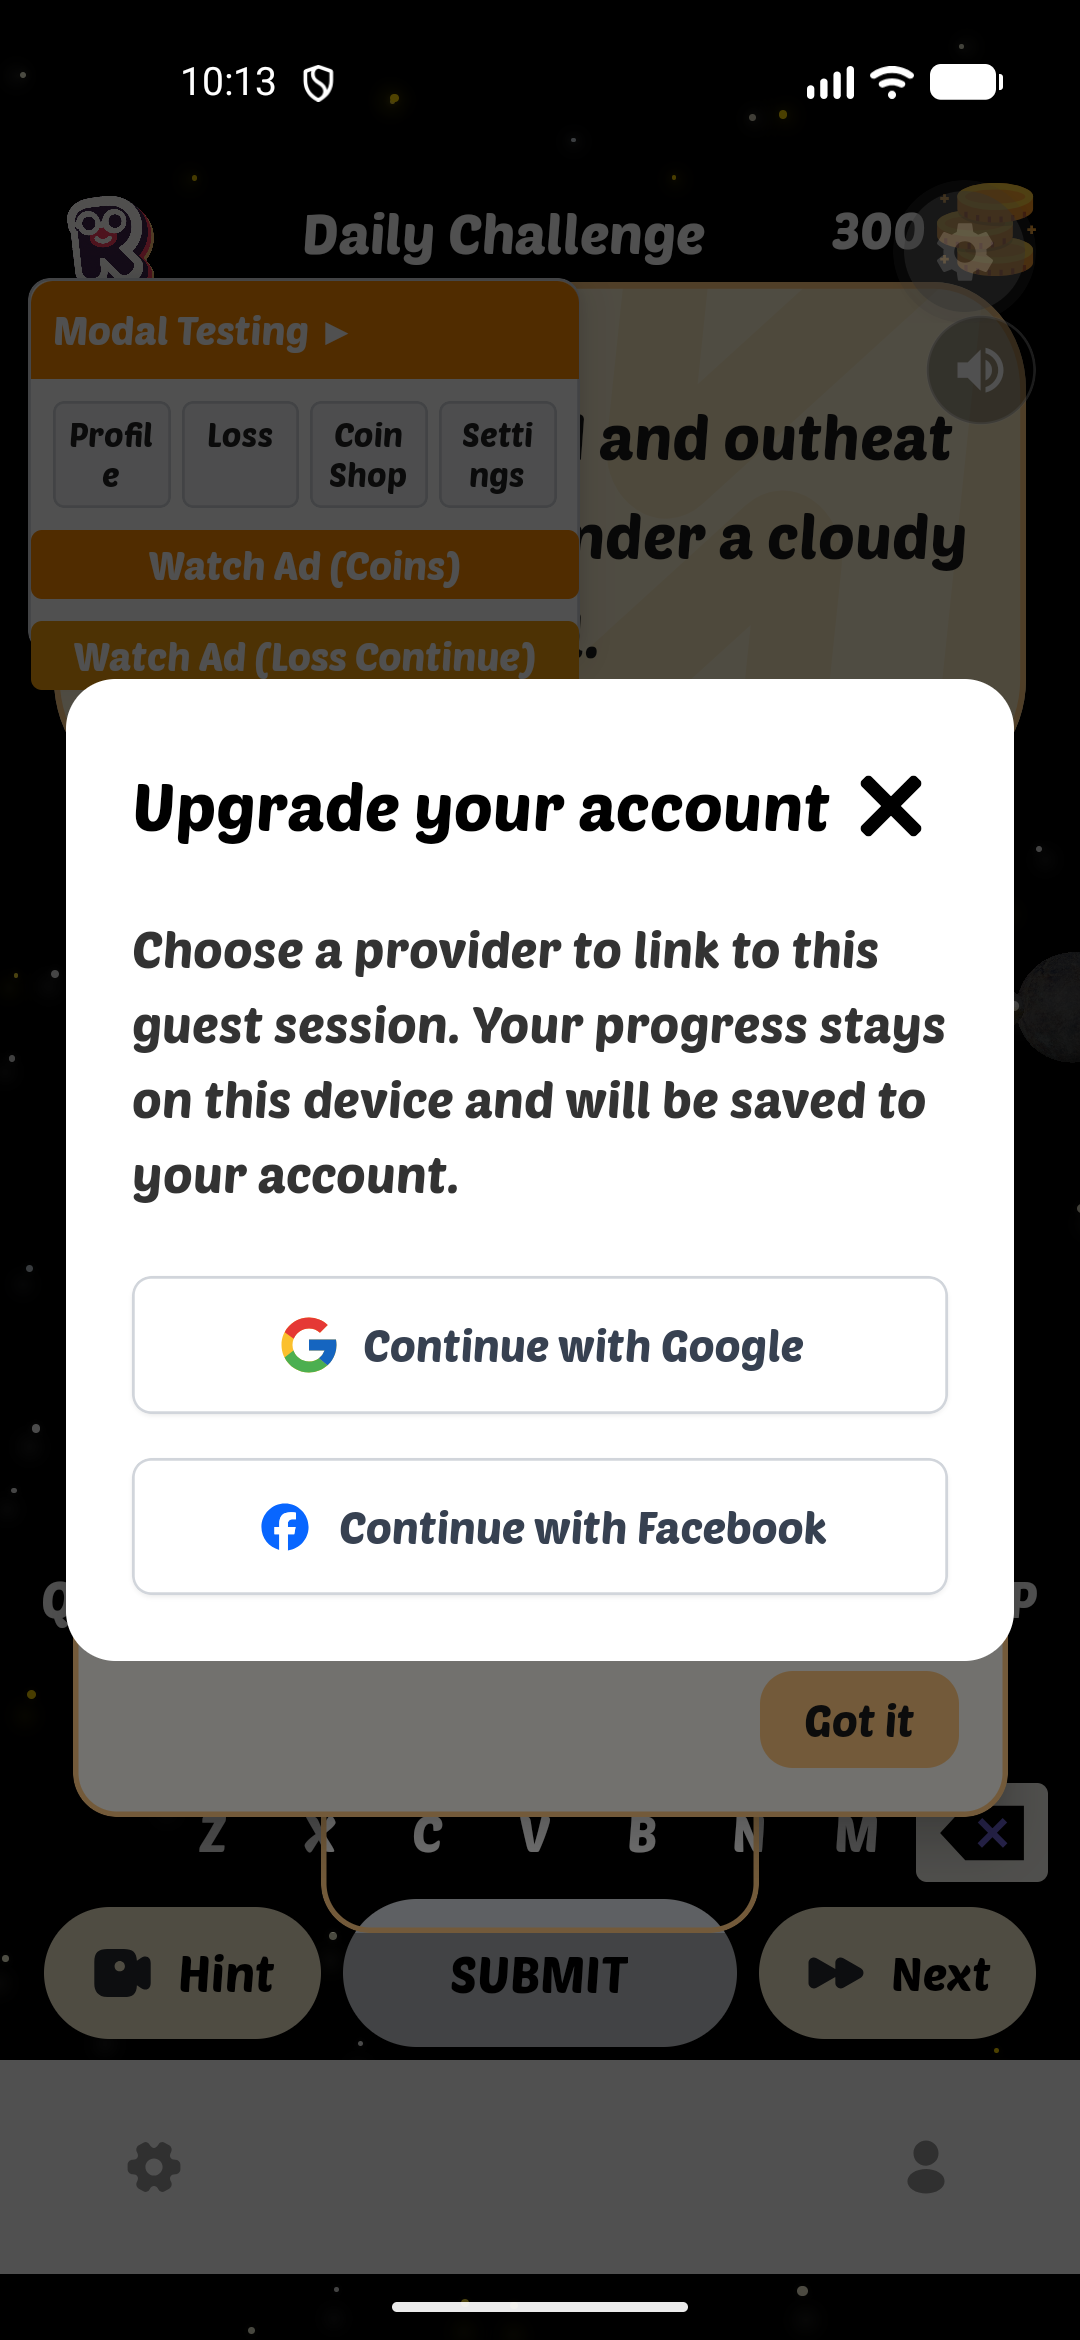 10:13
Daily Challenge
300
Modal Testing ►
Profil
e
Loss
Coin
Shop
Setti
ngs
and outheat
nder a cloudy
Watch Ad (Coins)
Watch Ad (Loss Continue)
Upgrade your account
Choose a provider to link to this
guest session. Your progress stays
on this device and will be saved to
your account.
Continue with Google
Continue with Facebook
Q P
Got it
Z X C V B N M
Hint
SUBMIT
Next